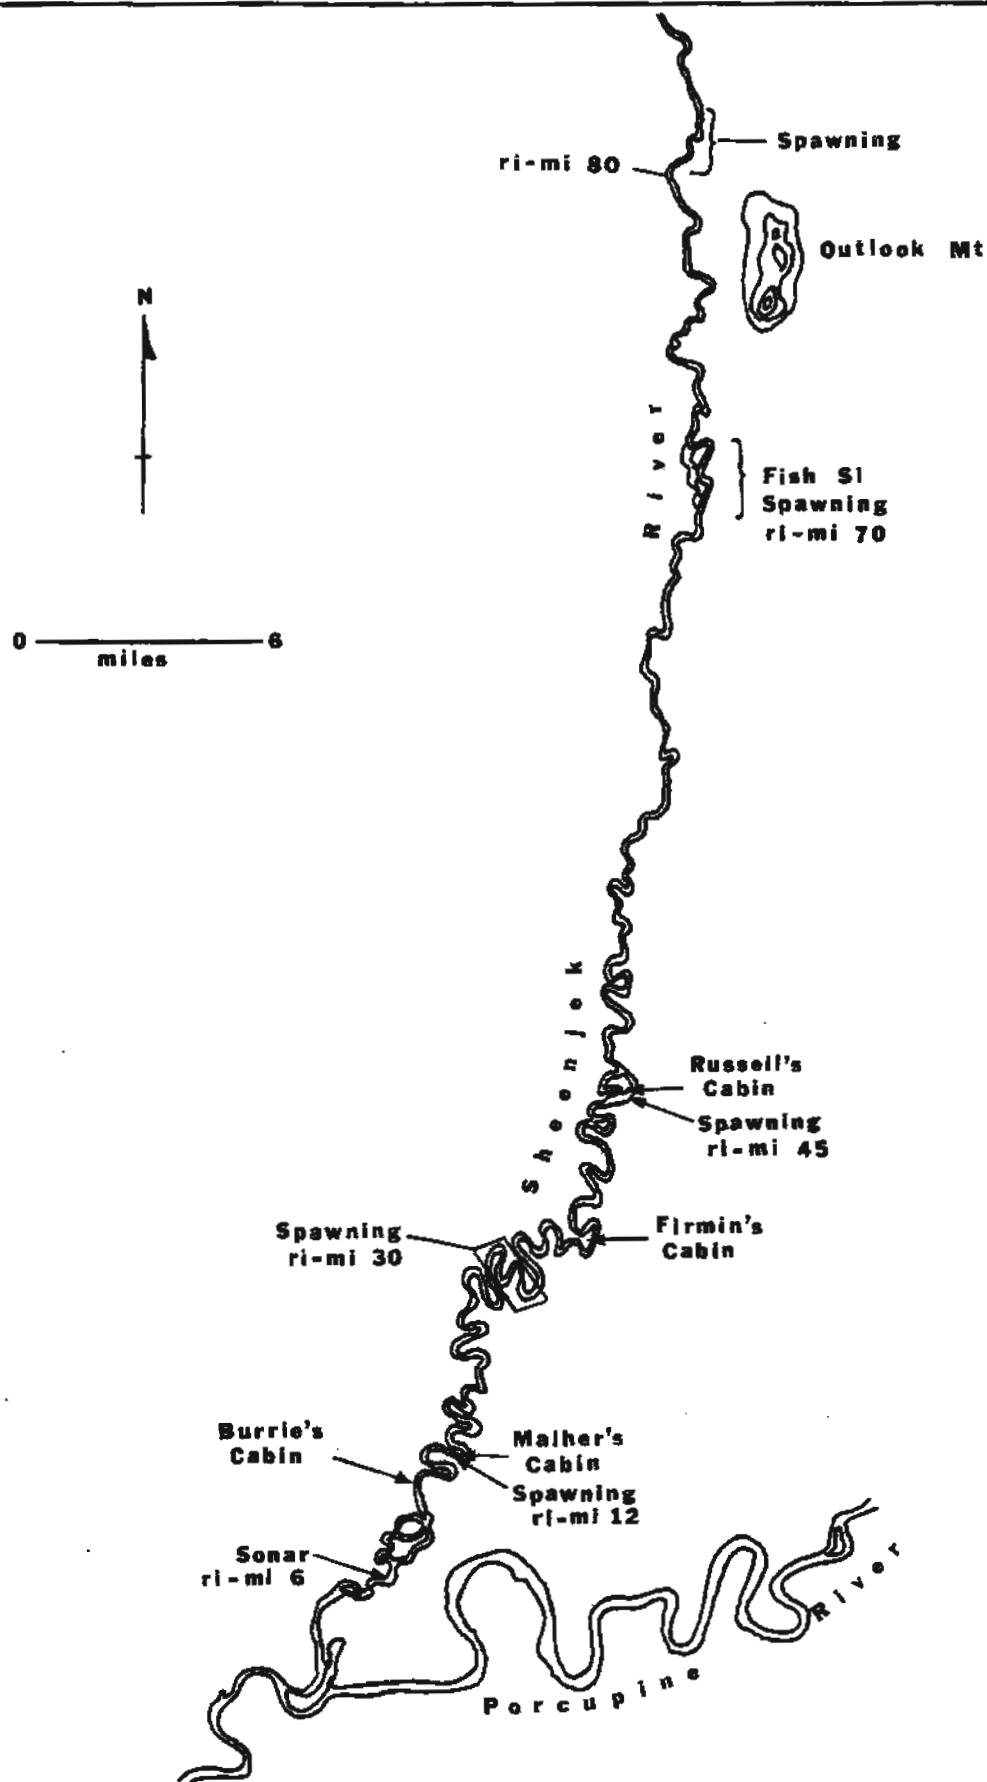 Spawning
ri-mi 80
Outlook Mt
N
River
Fish Sl
Spawning
ri-mi 70
0 6
miles
Sheenjek
Russell's
Cabin
Spawning
ri-mi 45
Spawning
ri-mi 30
Firmin's
Cabin
Burrie's
Cabin
Malher's
Cabin
Spawning
ri-mi 12
Sonar
ri-mi 6
Porcupine River